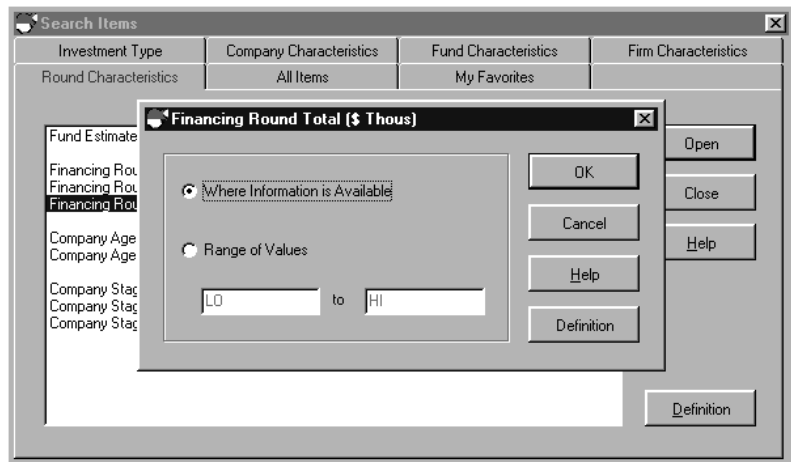 Search Items
Investment Type
Company Characteristics
Fund Characteristics
Firm Characteristics
Round Characteristics
All Items
My Favorites
Fund Estimate
Financing Rou
Financing Rou
Financing Rou
Company Age
Company Age
Company Stag
Company Stag
Company Stag
Open
Close
Help
Definition
Financing Round Total ($ Thous)
Where Information is Available
Range of Values
LO to HI
OK
Cancel
Help
Definition